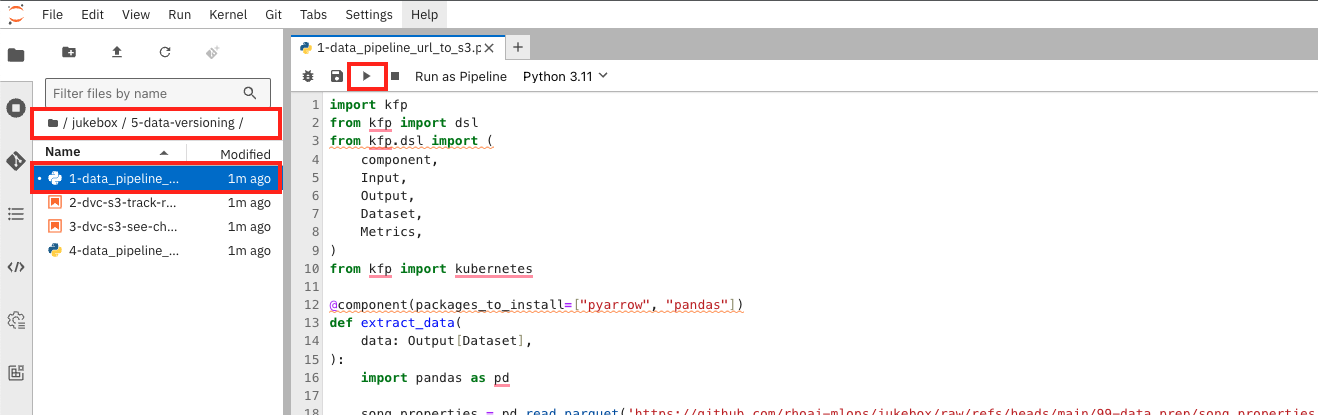 File Edit View Run Kernel Git Tabs Settings Help
Filter files by name
/ jukebox / 5-data-versioning /
Name Modified
1-data_pipeline_... 1m ago
2-dvc-s3-track-r... 1m ago
3-dvc-s3-see-ch... 1m ago
4-data_pipeline_... 1m ago
1-data_pipeline_url_to_s3.p
Run as Pipeline Python 3.11
1 import kfp
2 from kfp import dsl
3 from kfp.dsl import (
4     component,
5     Input,
6     Output,
7     Dataset,
8     Metrics,
9 )
10 from kfp import kubernetes
11
12 @component(packages_to_install=["pyarrow", "pandas"])
13 def extract_data(
14     data: Output[Dataset],
15 ):
16     import pandas as pd
17
18     song_properties = pd.read_parquet('https://github.com/rhoai-mlops/jukebox/raw/refs/heads/main/99-data_prep/song_properties